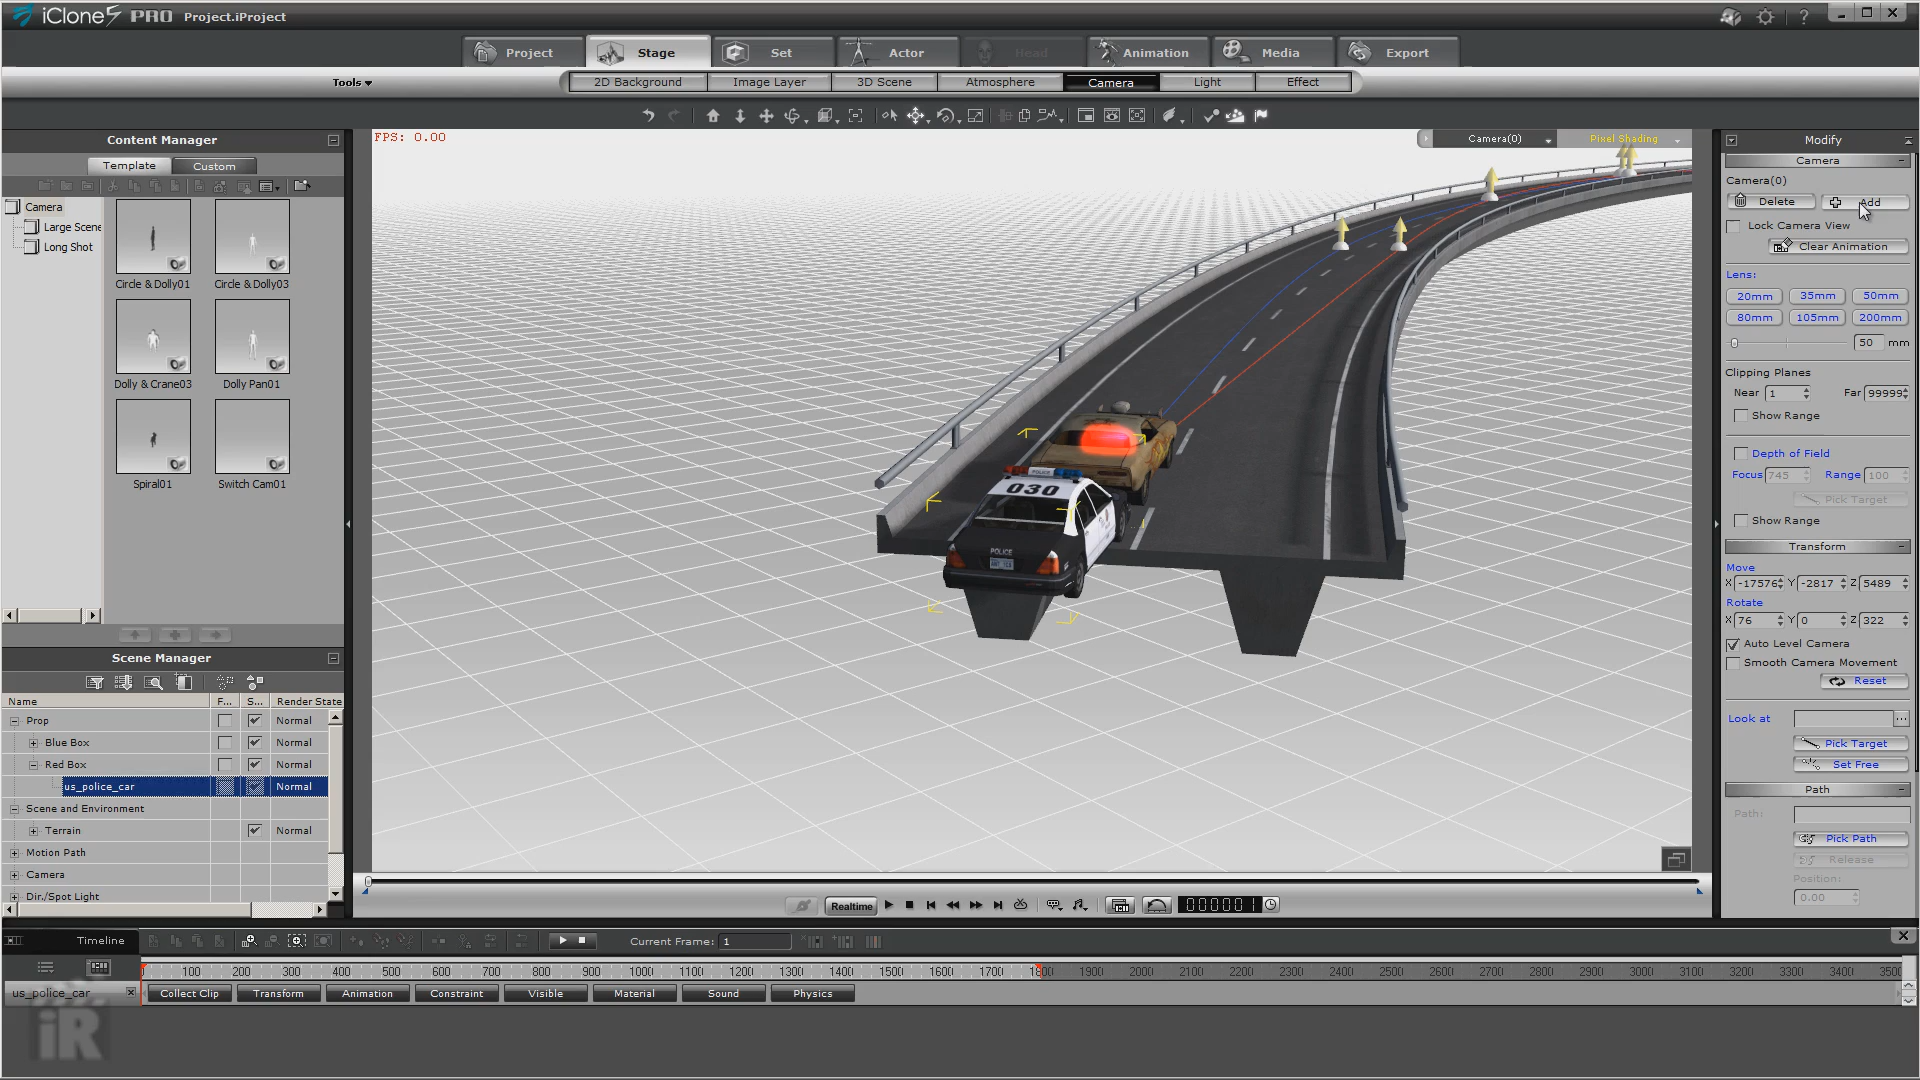 iClone5 PRO Project.iProject
Project Stage Set Actor Head Animation Media Export
Tools 2D Background Image Layer 3D Scene Atmosphere Camera Light Effect
Content Manager
Template Custom
Camera
Large Scene
Long Shot
Circle & Dolly01 Circle & Dolly03
Dolly & Crane03 Dolly Pan01
Spiral01 Switch Cam01
Scene Manager
Name F... S... Render State
Prop Normal
Blue Box Normal
Red Box Normal
us_police_car Normal
Scene and Environment
Terrain Normal
Motion Path
Camera
Dir./Spot Light
FPS: 0.00
Camera(0) Pixel Shading
POLICE
030
POLICE
Modify
Camera
Camera(0)
Delete Add
Lock Camera View
Clear Animation
Lens:
20mm 35mm 50mm
80mm 105mm 200mm
50 mm
Clipping Planes
Near 1 Far 99999
Show Range
Depth of Field
Focus 745 Range 100
Pick Target
Show Range
Transform
Move
X -17576 Y -2817 Z 5489
Rotate
X 76 Y 0 Z 322
Auto Level Camera
Smooth Camera Movement
Reset
Look at ...
Pick Target
Set Free
Path
Path:
Pick Path
Release
Position:
0.00
Realtime 000001
Timeline Current Frame: 1
100 200 300 400 500 600 700 800 900 1000 1100 1200 1300 1400 1500 1600 1700 1800 1900 2000 2100 2200 2300 2400 2500 2600 2700 2800 2900 3000 3100 3200 3300 3400 3500
us_police_car Collect Clip Transform Animation Constraint Visible Material Sound Physics
iR